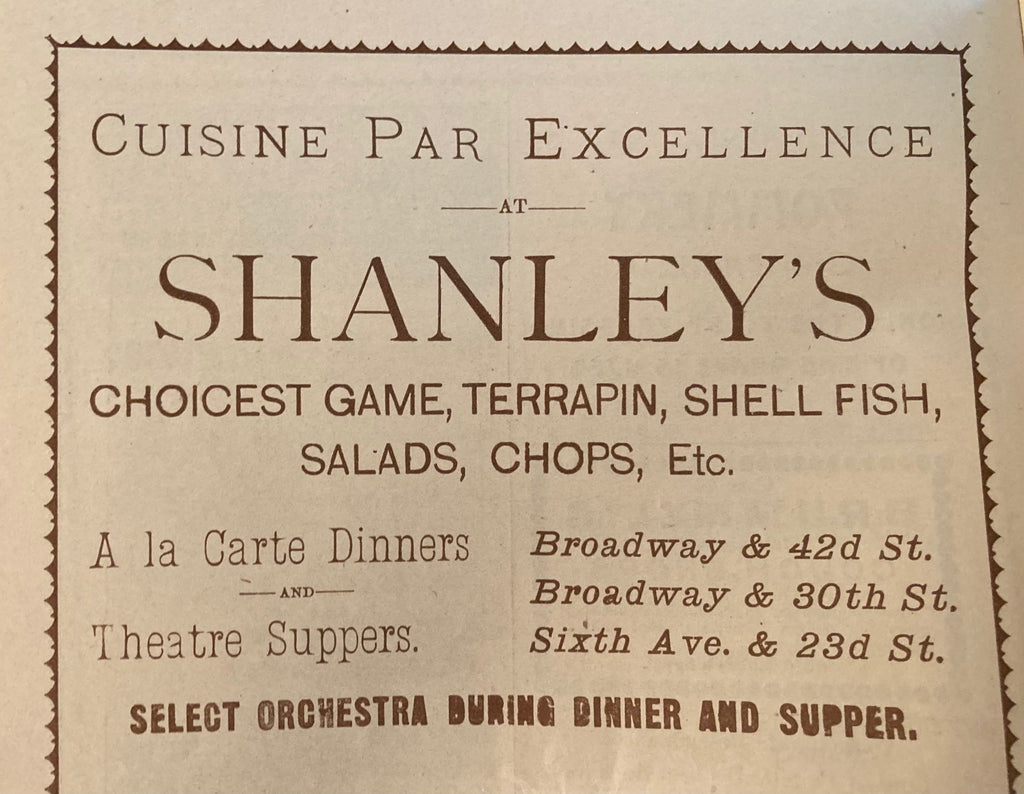 CUISINE PAR EXCELLENCE
AT
SHANLEY'S
CHOICEST GAME, TERRAPIN, SHELL FISH,
SALADS, CHOPS, Etc.
A la Carte Dinners
AND
Theatre Suppers.
Broadway & 42d St.
Broadway & 30th St.
Sixth Ave. & 23d St.
SELECT ORCHESTRA DURING DINNER AND SUPPER.